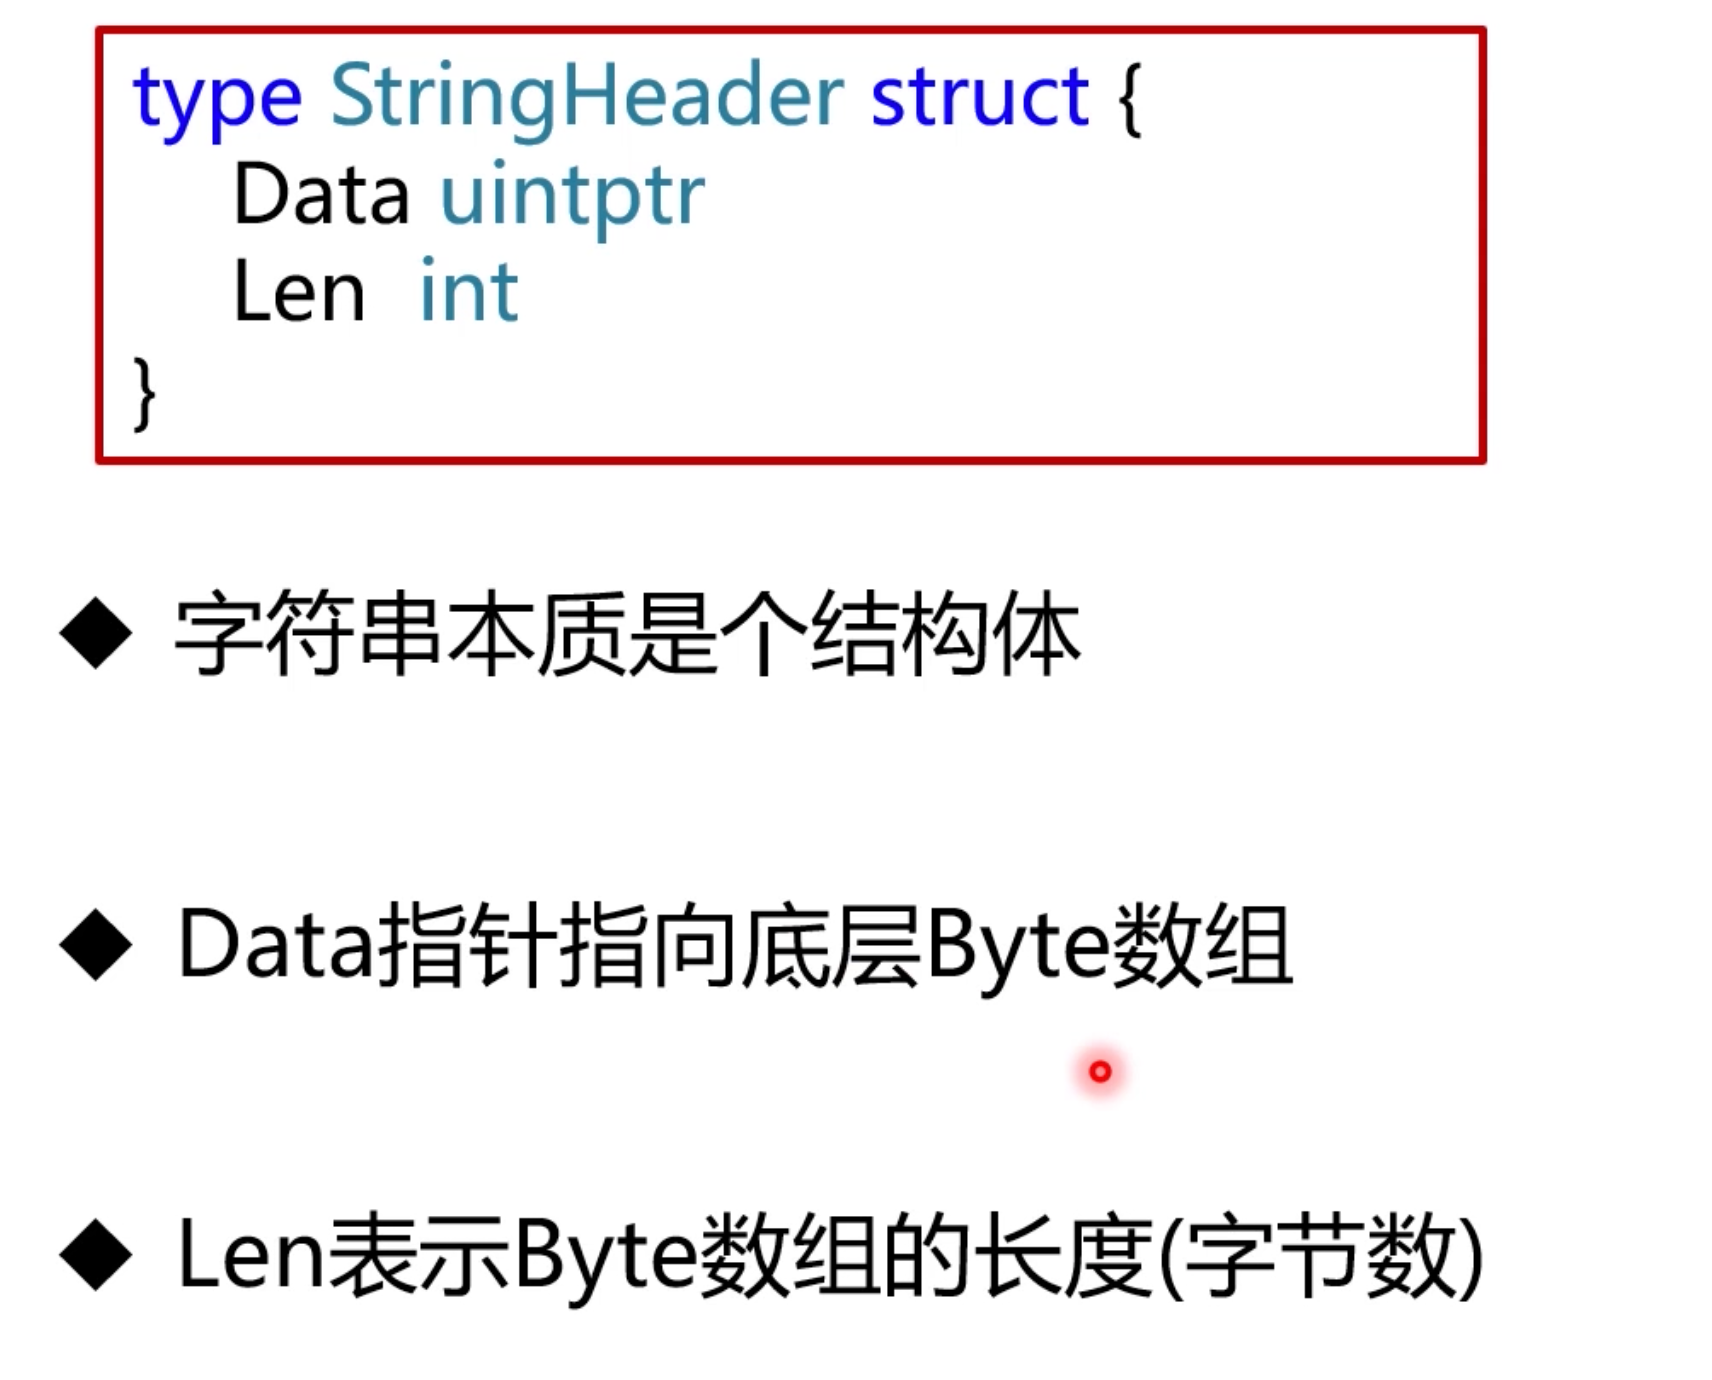 type StringHeader struct {
Data uintptr
Len int
}
◆ 字符串本质是个结构体
◆ Data指针指向底层Byte数组
◆ Len表示Byte数组的长度(字节数)